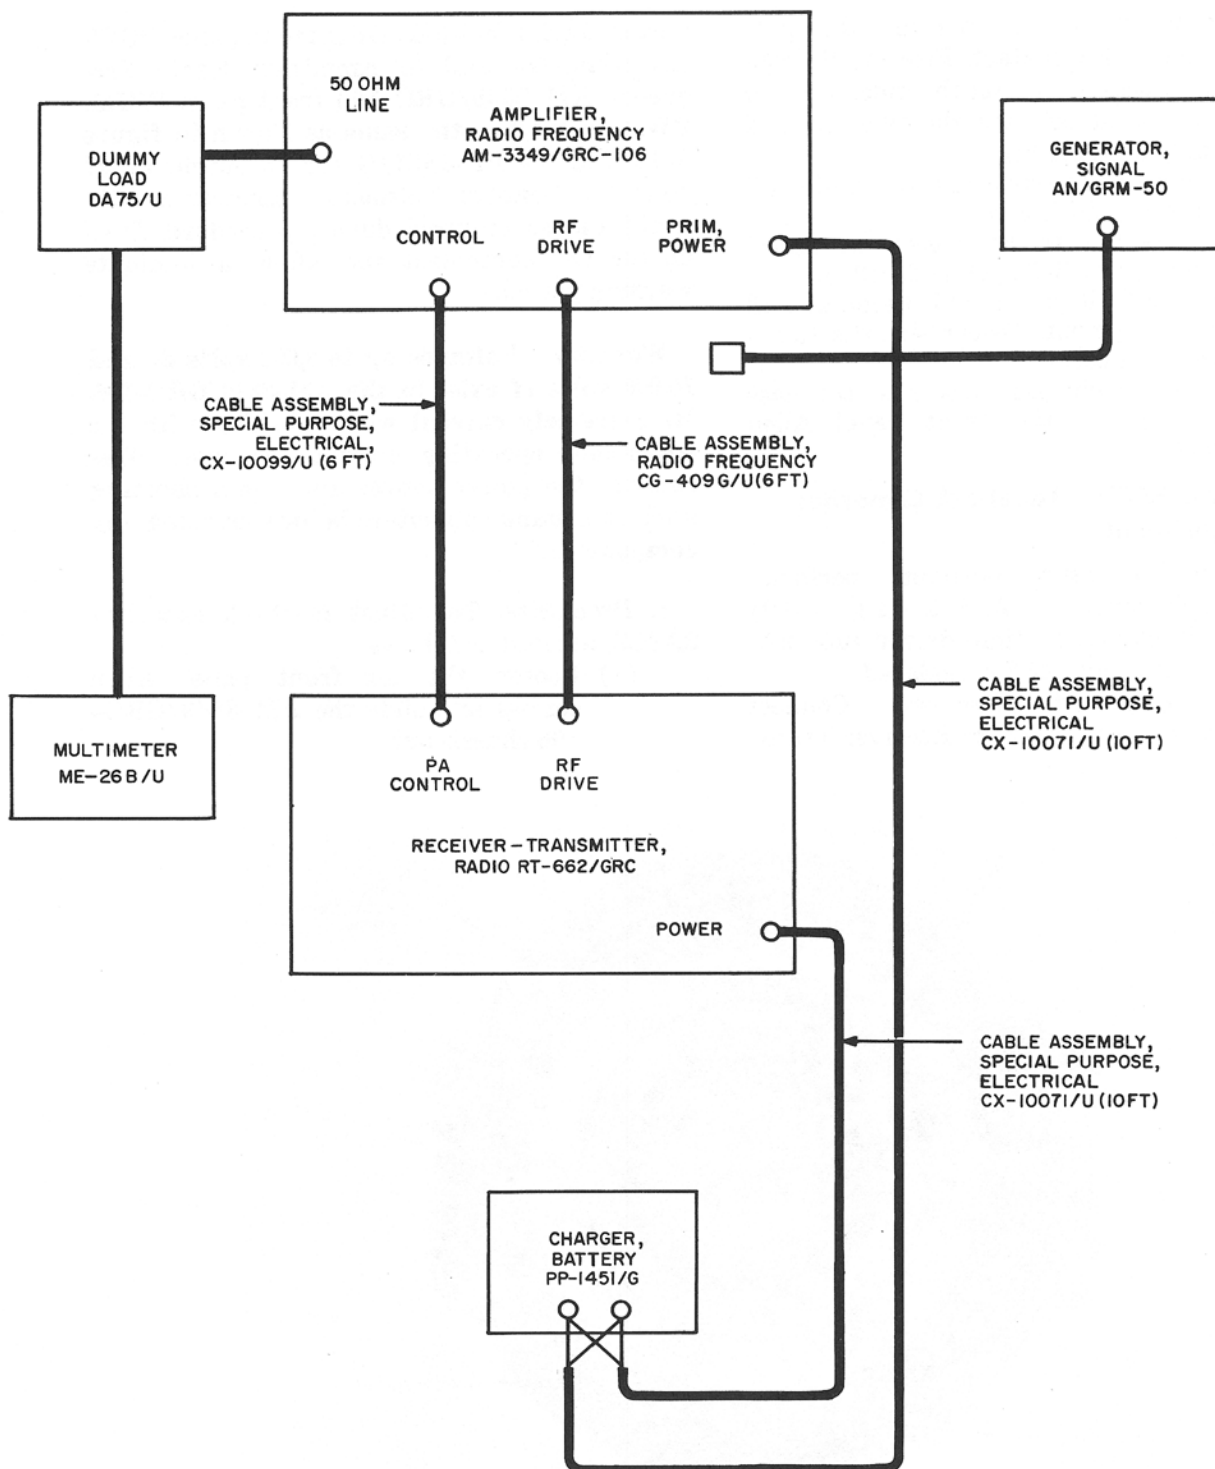 50 OHM
LINE
AMPLIFIER,
RADIO FREQUENCY
AM-3349/GRC-106
CONTROL
RF
DRIVE
PRIM,
POWER
DUMMY
LOAD
DA75/U
GENERATOR,
SIGNAL
AN/GRM-50
CABLE ASSEMBLY,
SPECIAL PURPOSE,
ELECTRICAL,
CX-10099/U (6 FT)
CABLE ASSEMBLY,
RADIO FREQUENCY
CG-409G/U(6FT)
CABLE ASSEMBLY,
SPECIAL PURPOSE,
ELECTRICAL
CX-10071/U (10FT)
MULTIMETER
ME-26B/U
PA
CONTROL
RF
DRIVE
RECEIVER-TRANSMITTER,
RADIO RT-662/GRC
POWER
CABLE ASSEMBLY,
SPECIAL PURPOSE,
ELECTRICAL
CX-10071/U (10FT)
CHARGER,
BATTERY
PP-1451/G